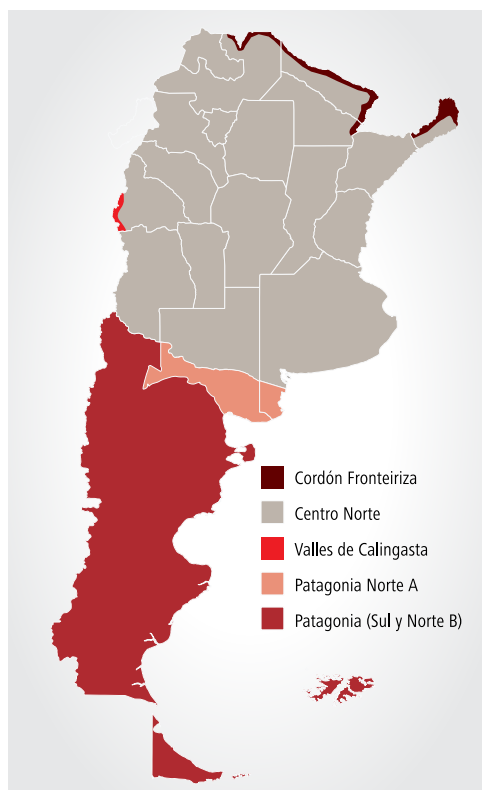 Cordón Fronteiriza
Centro Norte
Valles de Calingasta
Patagonia Norte A
Patagonia (Sul y Norte B)